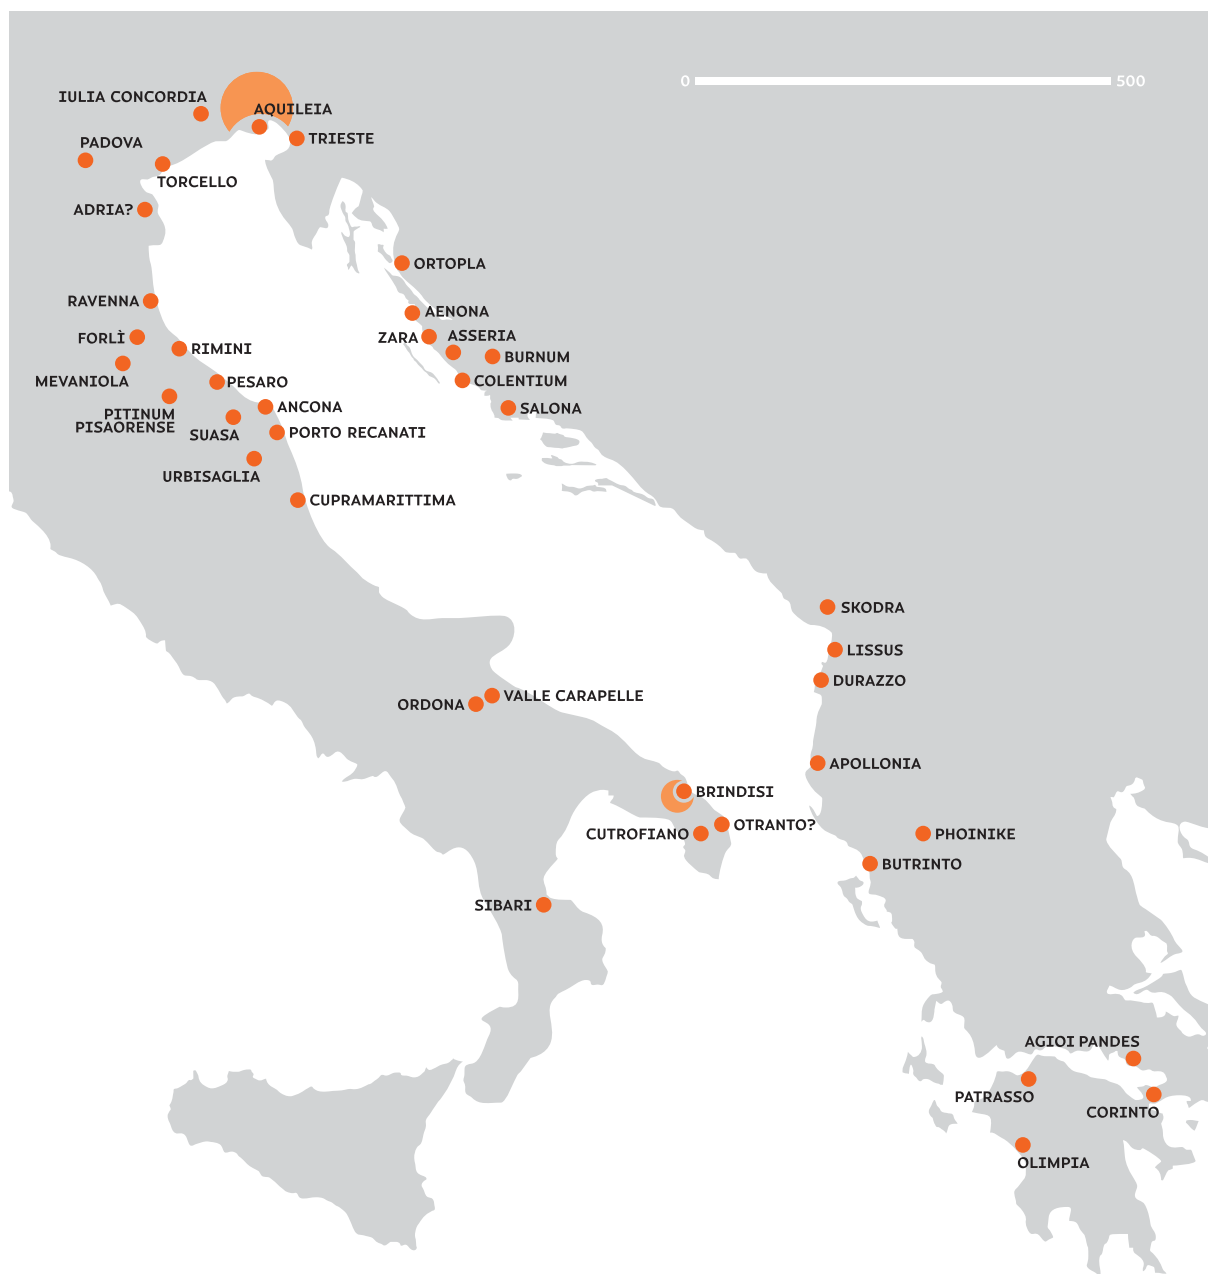 0
500
IULIA CONCORDIA
AQUILEIA
TRIESTE
PADOVA
TORCELLO
ADRIA?
ORTOPLA
RAVENNA
AENONA
FORLÌ
ZARA
ASSERIA
RIMINI
BURNUM
MEVANIOLA
PESARO
COLENTIUM
ANCONA
SALONA
PITINUM
PISAORENSE
SUASA
PORTO RECANATI
URBISAGLIA
CUPRAMARITTIMA
SKODRA
LISSUS
DURAZZO
VALLE CARAPELLE
ORDONA
APOLLONIA
BRINDISI
OTRANTO?
CUTROFIANO
PHOINIKE
BUTRINTO
SIBARI
AGIOI PANDES
PATRASSO
CORINTO
OLIMPIA